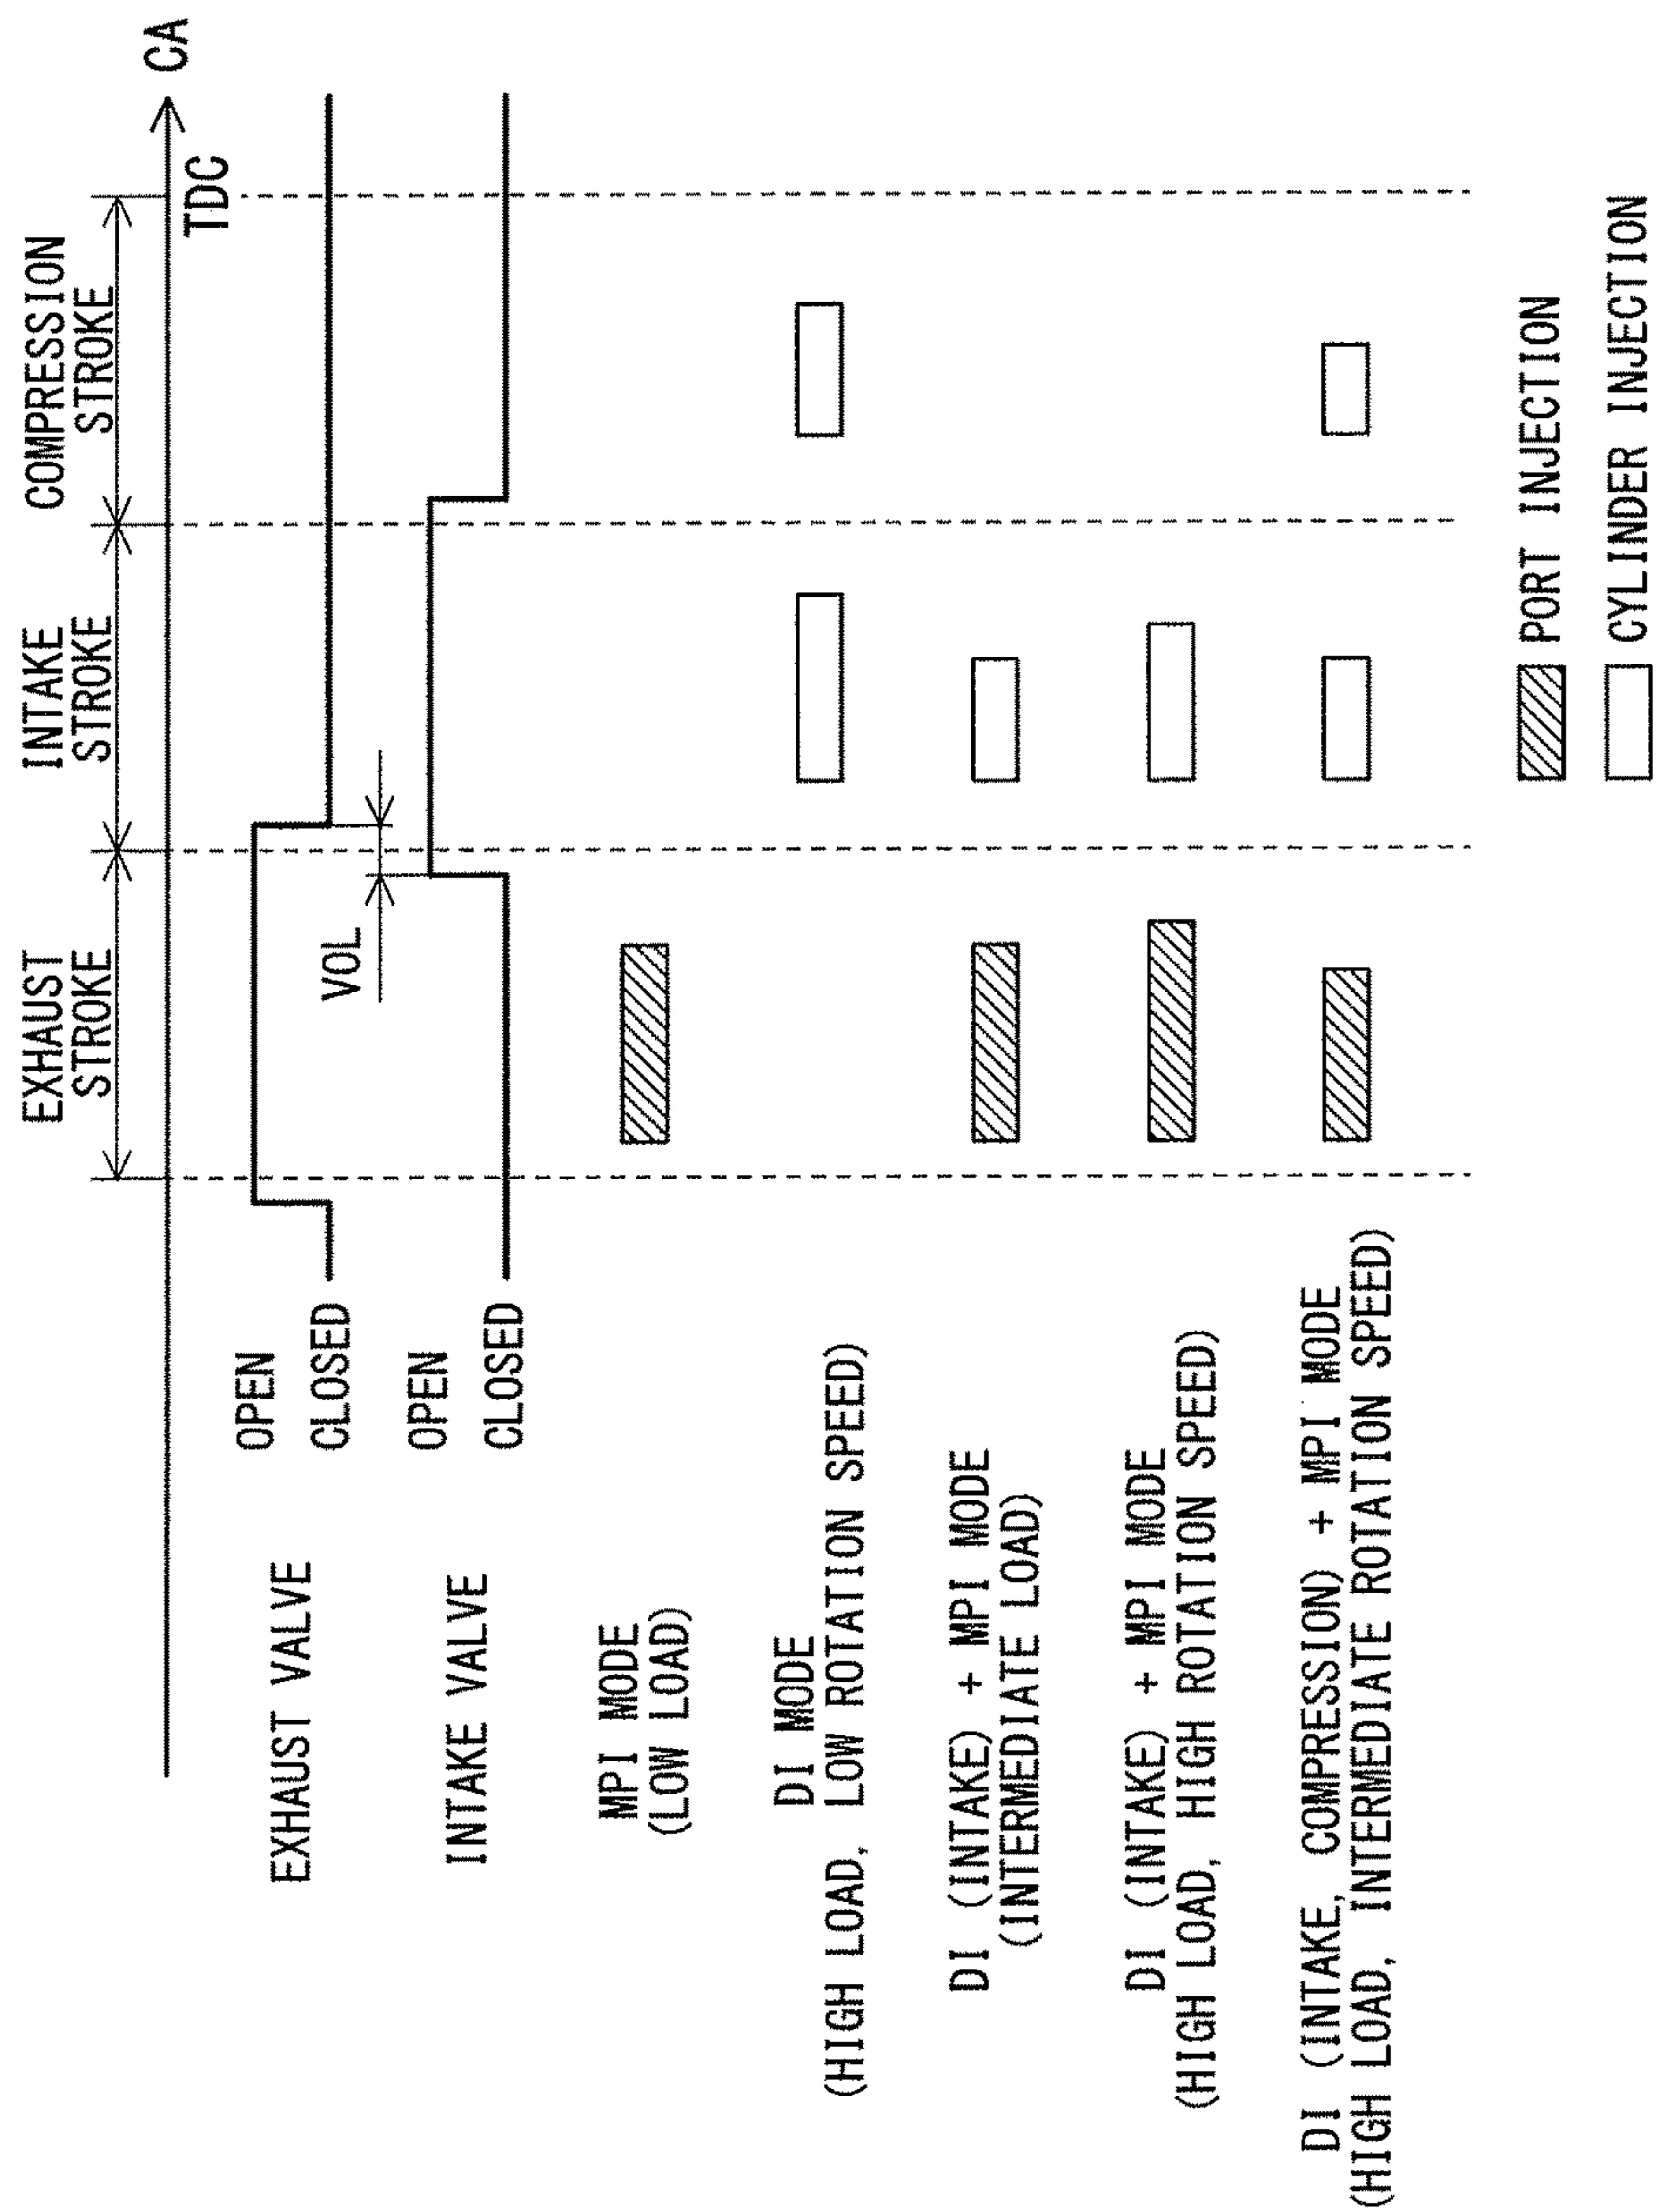 EXHAUST
STROKE
INTAKE
STROKE
COMPRESSION
STROKE
CA
TDC
EXHAUST VALVE
OPEN
CLOSED
VOL
INTAKE VALVE
OPEN
CLOSED
MPI MODE
(LOW LOAD)
DI MODE
(HIGH LOAD, LOW ROTATION SPEED)
DI (INTAKE) + MPI MODE
(INTERMEDIATE LOAD)
DI (INTAKE) + MPI MODE
(HIGH LOAD, HIGH ROTATION SPEED)
DI (INTAKE, COMPRESSION) + MPI MODE
(HIGH LOAD, INTERMEDIATE ROTATION SPEED)
PORT INJECTION
CYLINDER INJECTION